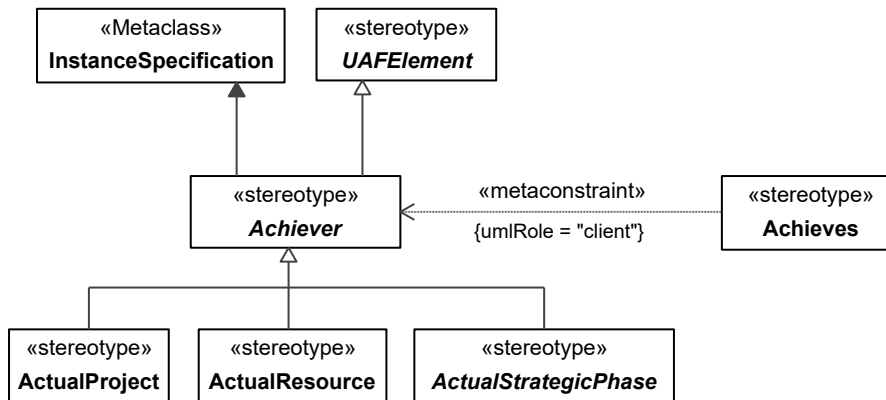 «Metaclass»
InstanceSpecification
«stereotype»
UAFElement
«stereotype»
Achiever
«metaconstraint»
{umlRole = "client"}
«stereotype»
Achieves
«stereotype»
ActualProject
«stereotype»
ActualResource
«stereotype»
ActualStrategicPhase